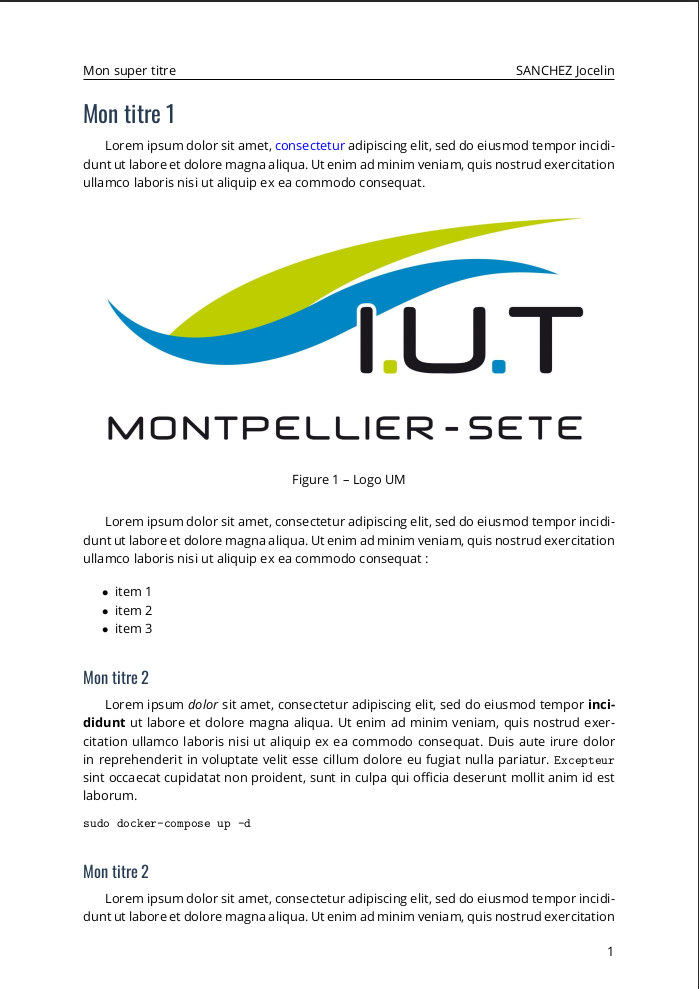 Mon super titre SANCHEZ Jocelin
Mon titre 1
Lorem ipsum dolor sit amet, consectetur adipiscing elit, sed do eiusmod tempor incidi-
dunt ut labore et dolore magna aliqua. Ut enim ad minim veniam, quis nostrud exercitation
ullamco laboris nisi ut aliquip ex ea commodo consequat.
I.U.T
MONTPELLIER-SETE
Figure 1 – Logo UM
Lorem ipsum dolor sit amet, consectetur adipiscing elit, sed do eiusmod tempor incidi-
dunt ut labore et dolore magna aliqua. Ut enim ad minim veniam, quis nostrud exercitation
ullamco laboris nisi ut aliquip ex ea commodo consequat :
• item 1
• item 2
• item 3
Mon titre 2
Lorem ipsum dolor sit amet, consectetur adipiscing elit, sed do eiusmod tempor inci-
didunt ut labore et dolore magna aliqua. Ut enim ad minim veniam, quis nostrud exer-
citation ullamco laboris nisi ut aliquip ex ea commodo consequat. Duis aute irure dolor
in reprehenderit in voluptate velit esse cillum dolore eu fugiat nulla pariatur. Excepteur
sint occaecat cupidatat non proident, sunt in culpa qui officia deserunt mollit anim id est
laborum.
sudo docker-compose up -d
Mon titre 2
Lorem ipsum dolor sit amet, consectetur adipiscing elit, sed do eiusmod tempor incidi-
dunt ut labore et dolore magna aliqua. Ut enim ad minim veniam, quis nostrud exercitation
1